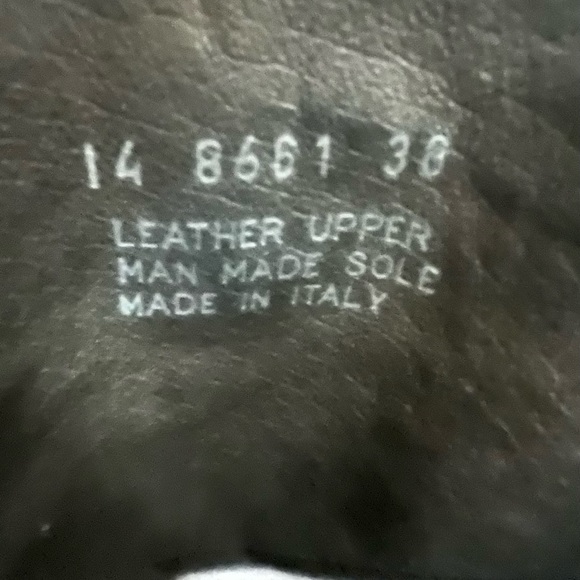 14 8661 38
LEATHER UPPER
MAN MADE SOLE
MADE IN ITALY